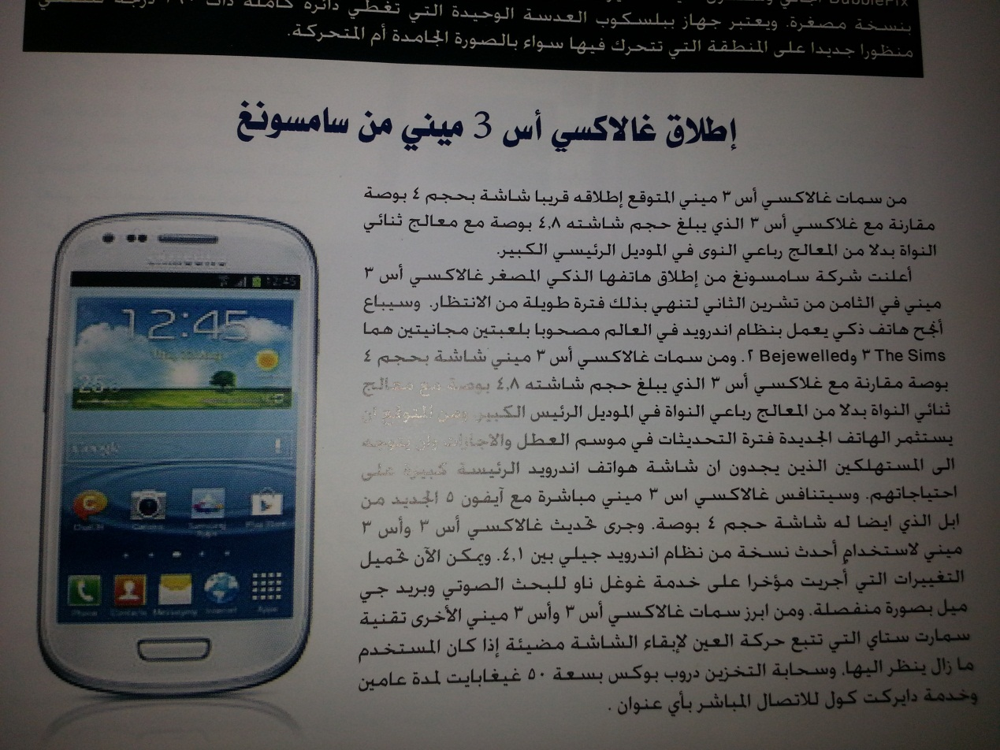 BubbleFix
بنسخة مصغرة. ويعتبر جهاز ببلسكوب العدسة الوحيدة التي تغطي دائرة كاملة ذات
منظورا جديدا على المنطقة التي تتحرك فيها سواء بالصورة الجامدة أم المتحركة.
إطلاق غالاكسي أس 3 ميني من سامسونغ
من سمات غالاكسي أس ٣ ميني المتوقع إطلاقه قريبا شاشة بحجم ٤ بوصة
مقارنة مع غلاكسي أس ٣ الذي يبلغ حجم شاشته ٤,٨ بوصة مع معالج ثنائي
النواة بدلا من المعالج رباعي النوى في الموديل الرئيسي الكبير.
أعلنت شركة سامسونغ من إطلاق هاتفها الذكي المصغر غالاكسي أس ٣
ميني في الثامن من تشرين الثاني لتنهي بذلك فترة طويلة من الانتظار. وسيباع
أنجح هاتف ذكي يعمل بنظام اندرويد في العالم مصحوبا بلعبتين مجانيتين هما
The Sims ٣ وBejewelled ٢. ومن سمات غالاكسي أس ٣ ميني شاشة بحجم ٤
بوصة مقارنة مع غلاكسي أس ٣ الذي يبلغ حجم شاشته ٤,٨ بوصة مع معالج
ثنائي النواة بدلا من المعالج رباعي النواة في الموديل الرئيس الكبير ومن المتوقع ان
يستثمر الهاتف الجديدة فترة التحديثات في موسم العطل والاجازات
الى المستهلكين الذين يجدون ان شاشة هواتف اندرويد الرئيسة كبيرة على
احتياجاتهم. وسيتنافس غالاكسي اس ٣ ميني مباشرة مع آيفون ٥ الجديد من
ابل الذي ايضا له شاشة حجم ٤ بوصة. وجرى تحديث غالاكسي أس ٣ وأس ٣
ميني لاستخدام أحدث نسخة من نظام اندرويد جيلي بين ٤,١. ويمكن الآن تحميل
التغييرات التي أجريت مؤخرا على خدمة غوغل ناو للبحث الصوتي وبريد جي
ميل بصورة منفصلة. ومن ابرز سمات غالاكسي أس ٣ وأس ٣ ميني الأخرى تقنية
سمارت ستاي التي تتبع حركة العين لإبقاء الشاشة مضيئة إذا كان المستخدم
ما زال ينظر اليها. وسحابة التخزين دروب بوكس بسعة ٥٠ غيغابايت لمدة عامين
وخدمة دايركت كول للاتصال المباشر بأي عنوان .
SAMSUNG
12:45
12:45
Google
Play Store
Phone Contacts Messaging Internet Apps